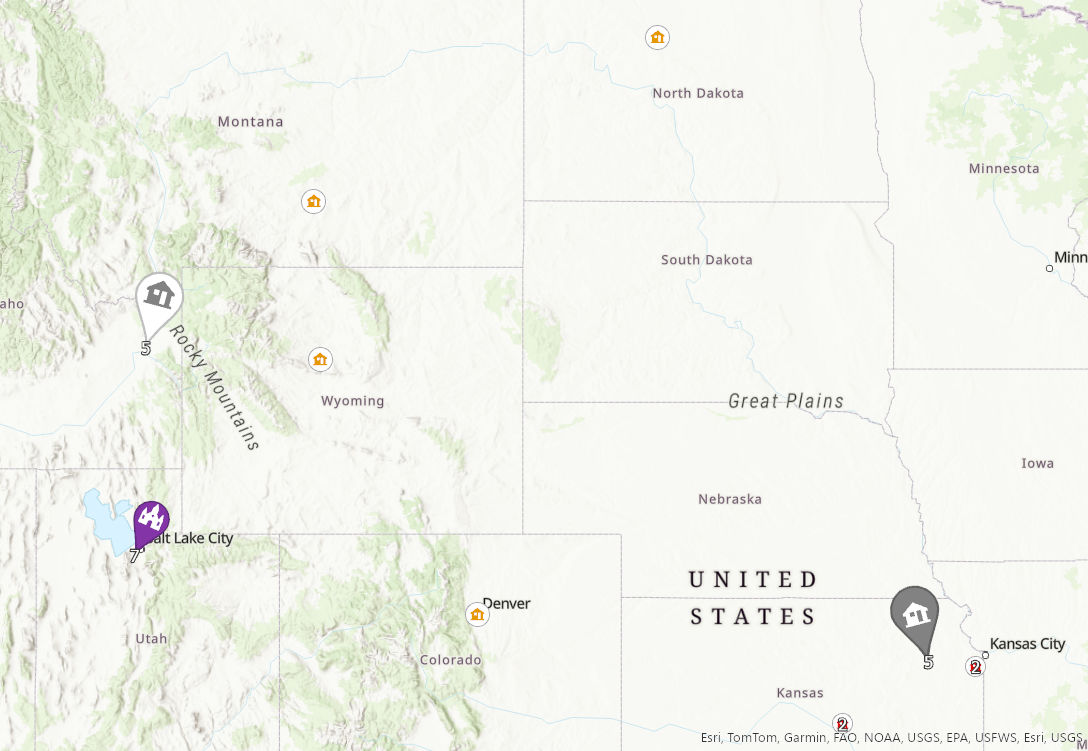 North Dakota
Montana
Minnesota
Minn
South Dakota
aho
5
Rocky Mountains
Wyoming
Great Plains
Iowa
Nebraska
alt Lake City
7
UNITED
STATES
Denver
Utah
Colorado
Kansas City
5
2
Kansas
2
Esri, TomTom, Garmin, FAO, NOAA, USGS, EPA, USFWS, Esri, USGS
M